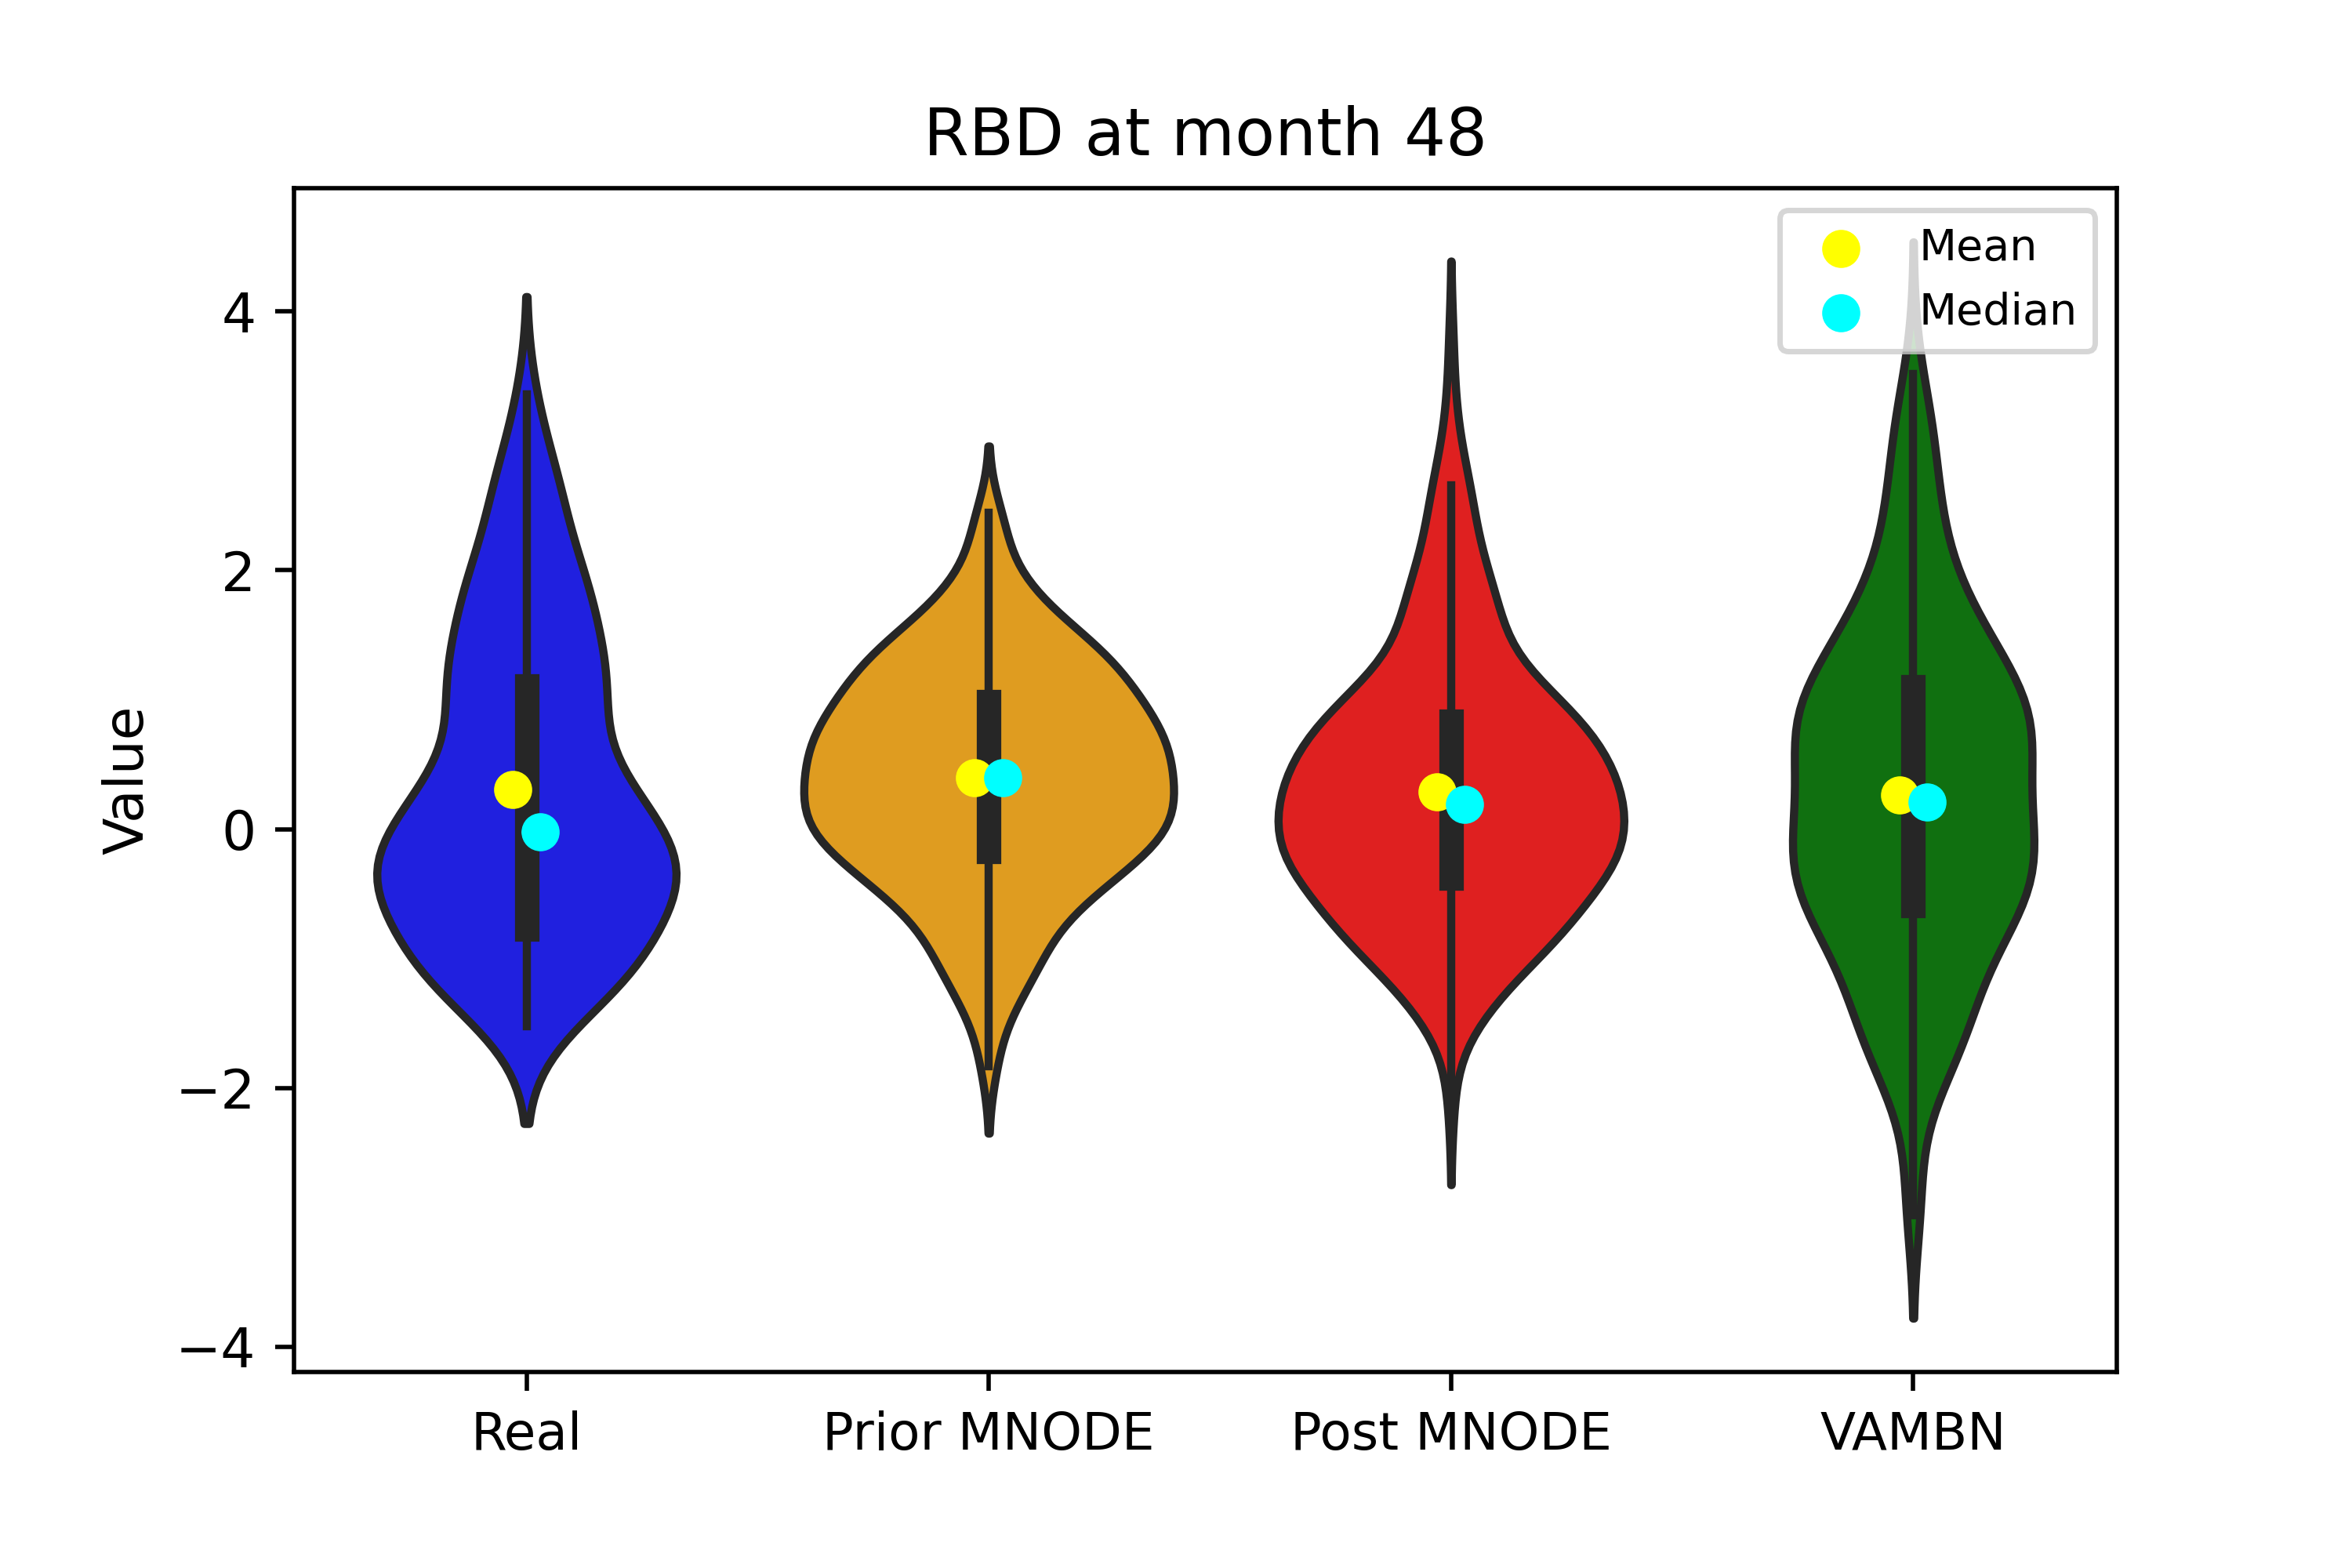 RBD at month 48
Mean
Median
Value
4
2
0
−2
−4
Real
Prior MNODE
Post MNODE
VAMBN